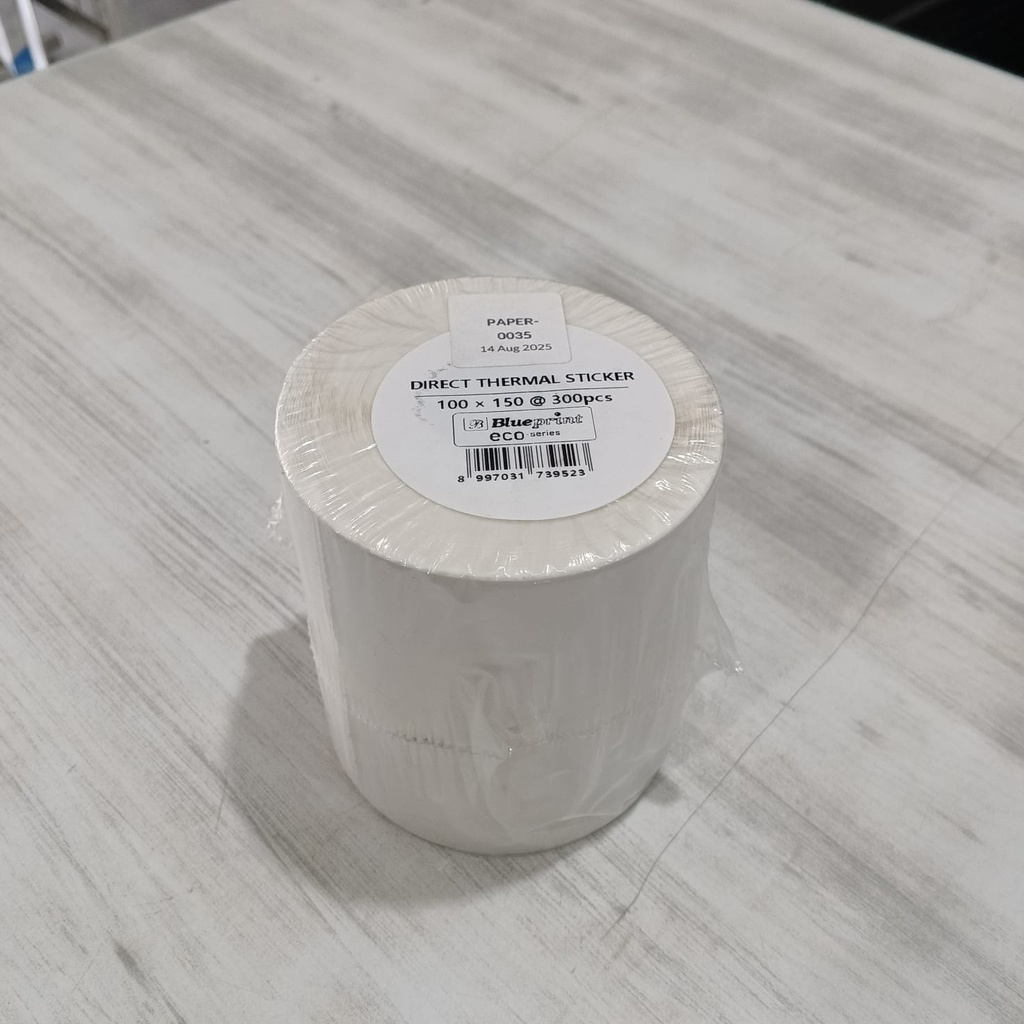 PAPER-
0035
14 Aug 2025
DIRECT THERMAL STICKER
100 × 150 @ 300pcs
B Blueprint
eco series
8 997031 739523